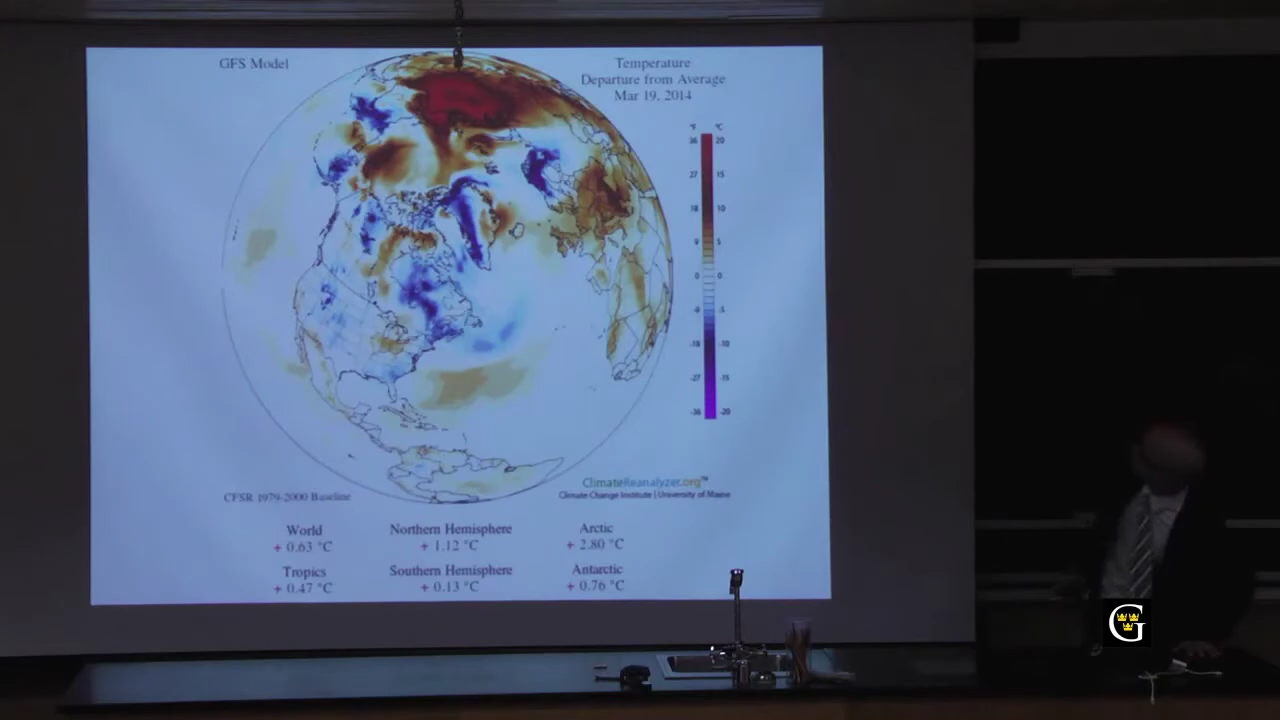 GFS Model
Temperature
Departure from Average
Mar 19, 2014
°F °C
36 20
27 15
18 10
9 5
0 0
-9 -5
-18 -10
-27 -15
-36 -20
ClimateReanalyzer.org™
Climate Change Institute | University of Maine
CFSR 1979-2000 Baseline
World Northern Hemisphere Arctic
+ 0.63 °C + 1.12 °C + 2.80 °C
Tropics Southern Hemisphere Antarctic
+ 0.47 °C + 0.13 °C + 0.76 °C
G